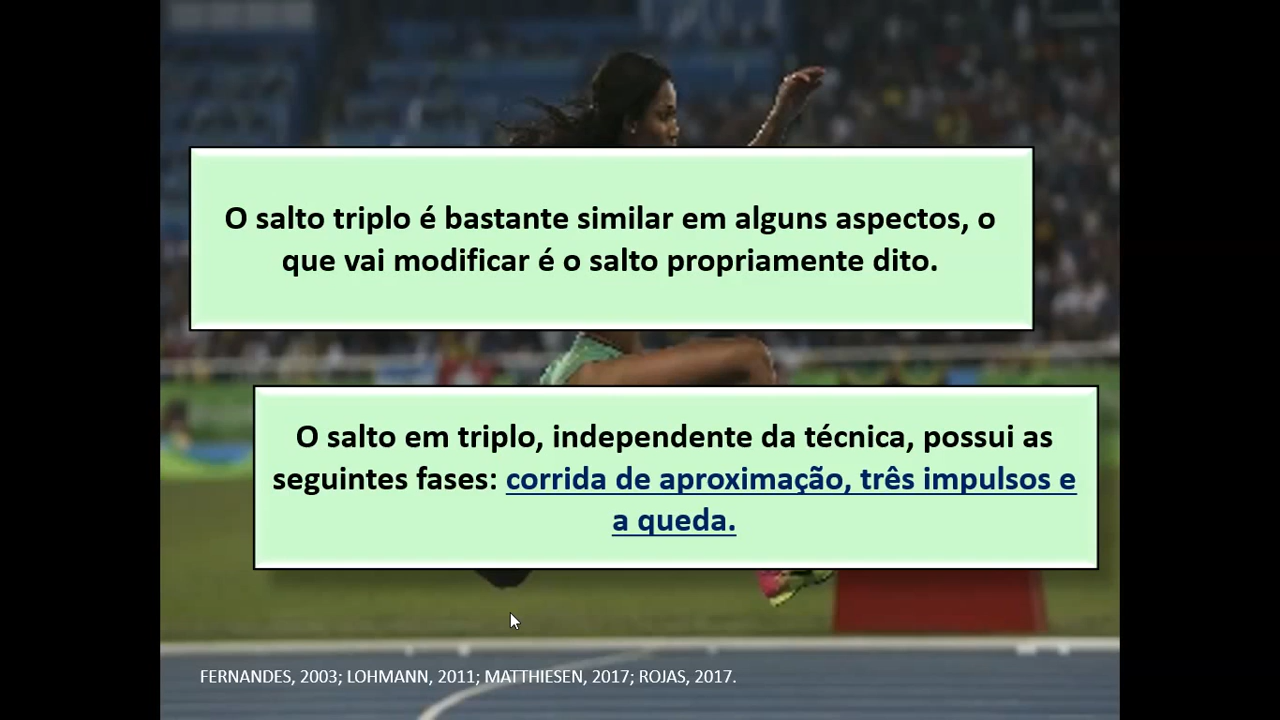 O salto triplo é bastante similar em alguns aspectos, o
que vai modificar é o salto propriamente dito.
O salto em triplo, independente da técnica, possui as
seguintes fases: corrida de aproximação, três impulsos e
a queda.
FERNANDES, 2003; LOHMANN, 2011; MATTHIESEN, 2017; ROJAS, 2017.